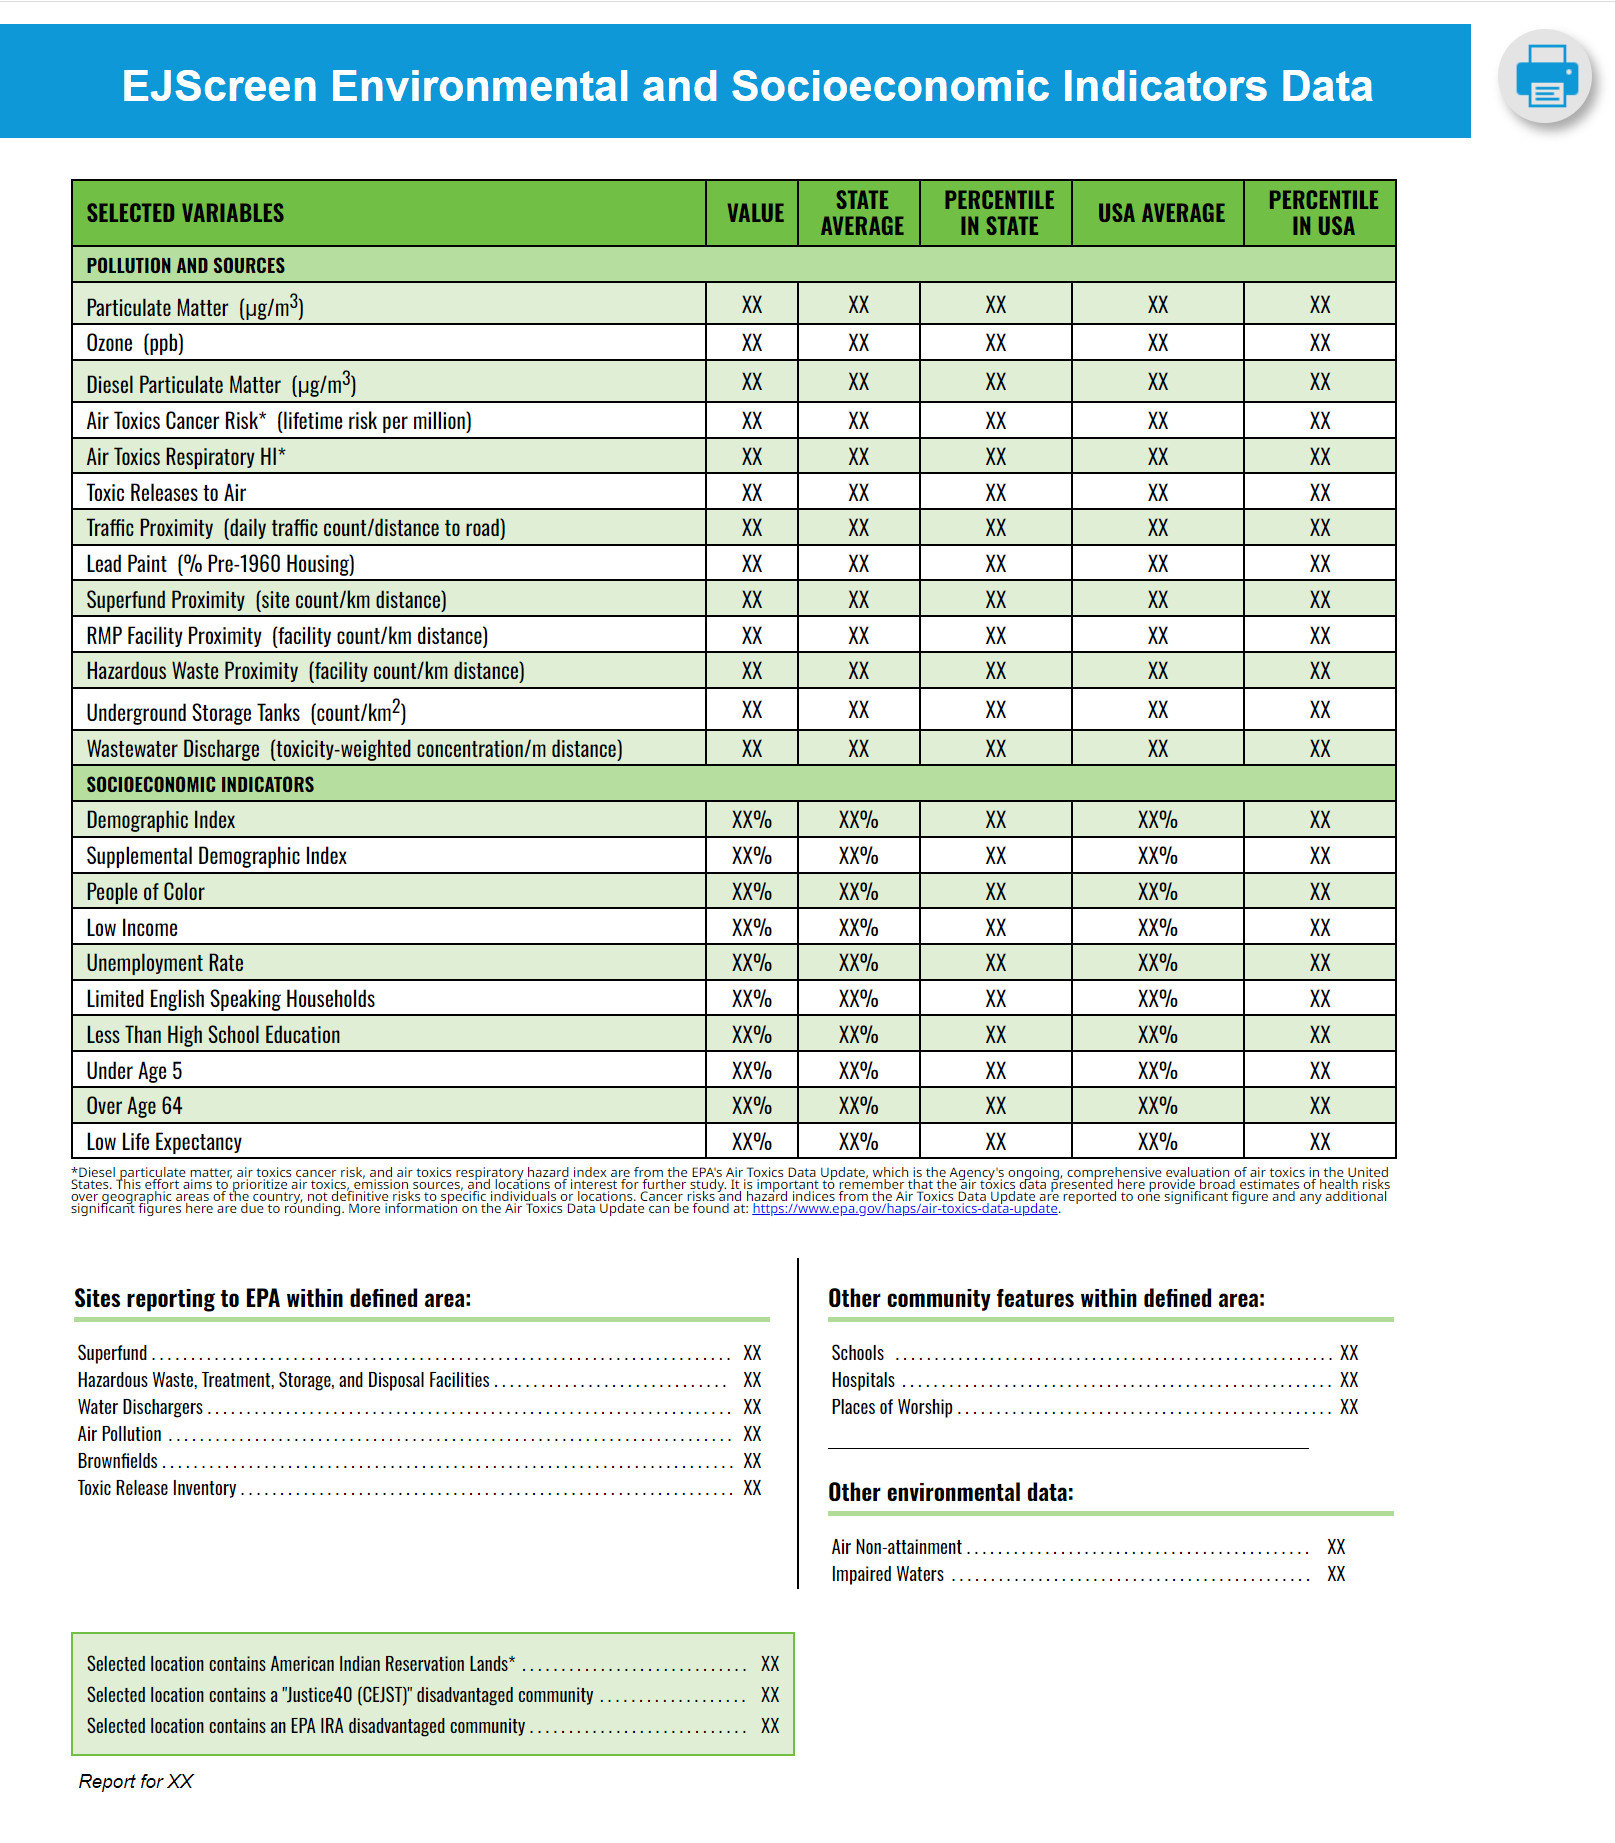 EJScreen Environmental and Socioeconomic Indicators Data
SELECTED VARIABLES VALUE STATE AVERAGE PERCENTILE IN STATE USA AVERAGE PERCENTILE IN USA
POLLUTION AND SOURCES
Particulate Matter (µg/m³) XX XX XX XX XX
Ozone (ppb) XX XX XX XX XX
Diesel Particulate Matter (µg/m³) XX XX XX XX XX
Air Toxics Cancer Risk* (lifetime risk per million) XX XX XX XX XX
Air Toxics Respiratory HI* XX XX XX XX XX
Toxic Releases to Air XX XX XX XX XX
Traffic Proximity (daily traffic count/distance to road) XX XX XX XX XX
Lead Paint (% Pre-1960 Housing) XX XX XX XX XX
Superfund Proximity (site count/km distance) XX XX XX XX XX
RMP Facility Proximity (facility count/km distance) XX XX XX XX XX
Hazardous Waste Proximity (facility count/km distance) XX XX XX XX XX
Underground Storage Tanks (count/km²) XX XX XX XX XX
Wastewater Discharge (toxicity-weighted concentration/m distance) XX XX XX XX XX
SOCIOECONOMIC INDICATORS
Demographic Index XX% XX% XX XX% XX
Supplemental Demographic Index XX% XX% XX XX% XX
People of Color XX% XX% XX XX% XX
Low Income XX% XX% XX XX% XX
Unemployment Rate XX% XX% XX XX% XX
Limited English Speaking Households XX% XX% XX XX% XX
Less Than High School Education XX% XX% XX XX% XX
Under Age 5 XX% XX% XX XX% XX
Over Age 64 XX% XX% XX XX% XX
Low Life Expectancy XX% XX% XX XX% XX
*Diesel particulate matter, air toxics cancer risk, and air toxics respiratory hazard index are from the EPA's Air Toxics Data Update, which is the Agency's ongoing, comprehensive evaluation of air toxics in the United
States. This effort aims to prioritize air toxics, emission sources, and locations of interest for further study. It is important to remember that the air toxics data presented here provide broad estimates of health risks
over geographic areas of the country, not definitive risks to specific individuals or locations. Cancer risks and hazard indices from the Air Toxics Data Update are reported to one significant figure and any additional
significant figures here are due to rounding. More information on the Air Toxics Data Update can be found at: https://www.epa.gov/haps/air-toxics-data-update.
Sites reporting to EPA within defined area:
Superfund XX
Hazardous Waste, Treatment, Storage, and Disposal Facilities XX
Water Dischargers XX
Air Pollution XX
Brownfields XX
Toxic Release Inventory XX
Other community features within defined area:
Schools XX
Hospitals XX
Places of Worship XX
Other environmental data:
Air Non-attainment XX
Impaired Waters XX
Selected location contains American Indian Reservation Lands* XX
Selected location contains a "Justice40 (CEJST)" disadvantaged community XX
Selected location contains an EPA IRA disadvantaged community XX
Report for XX